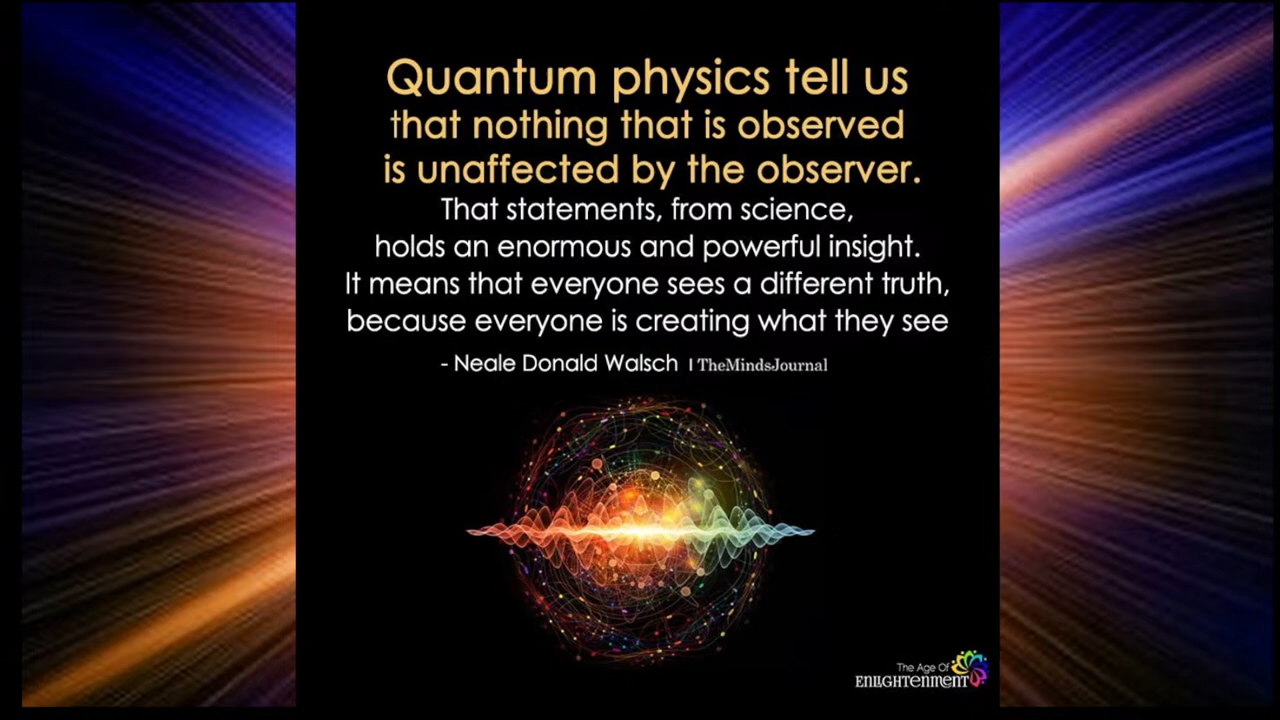 Quantum physics tell us
that nothing that is observed
is unaffected by the observer.
That statements, from science,
holds an enormous and powerful insight.
It means that everyone sees a different truth,
because everyone is creating what they see
- Neale Donald Walsch | TheMindsJournal
The Age Of
ENLIGHTENMENT